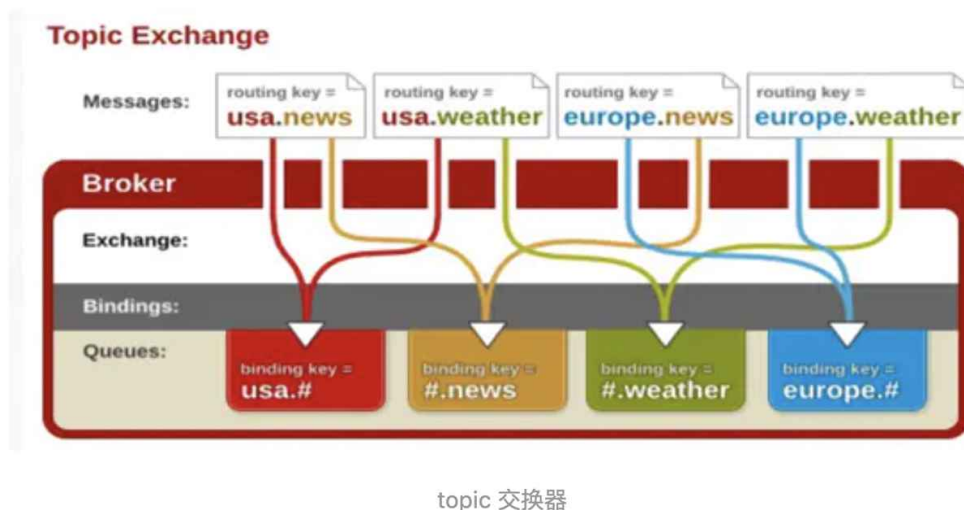 Topic Exchange
Messages:
routing key =
usa.news
routing key =
usa.weather
routing key =
europe.news
routing key =
europe.weather
Broker
Exchange:
Bindings:
Queues:
binding key =
usa.#
binding key =
#.news
binding key =
#.weather
binding key =
europe.#
topic 交换器